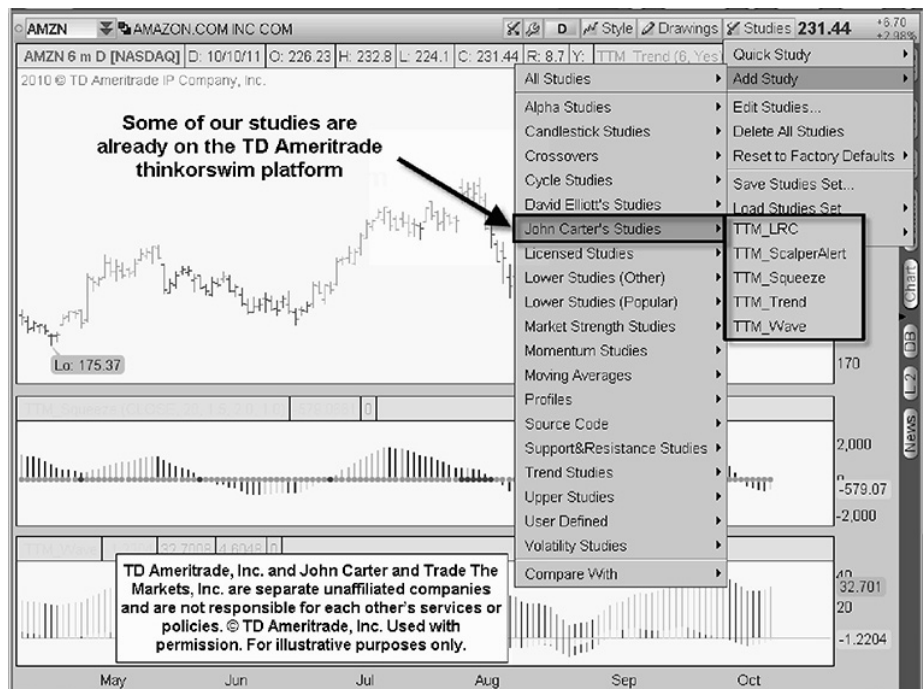 AMZN AMAZON.COM INC COM D Style Drawings Studies 231.44 +6.70
+2.98%
AMZN 6 m D [NASDAQ] D: 10/10/11 O: 226.23 H: 232.8 L: 224.1 C: 231.44 R: 8.7 Y: TTM_Trend (6, Yes)
2010 © TD Ameritrade IP Company, Inc.
Some of our studies are
already on the TD Ameritrade
thinkorswim platform
Lo: 175.37
Quick Study
Add Study
Edit Studies...
Delete All Studies
Reset to Factory Defaults
Save Studies Set...
Load Studies Set
All Studies
Alpha Studies
Candlestick Studies
Crossovers
Cycle Studies
David Elliott's Studies
John Carter's Studies
Licensed Studies
Lower Studies (Other)
Lower Studies (Popular)
Market Strength Studies
Momentum Studies
Moving Averages
Profiles
Source Code
Support&Resistance Studies
Trend Studies
Upper Studies
User Defined
Volatility Studies
Compare With
TTM_LRC
TTM_ScalperAlert
TTM_Squeeze
TTM_Trend
TTM_Wave
Chart
DB
L 2
News
170
2,000
-579.07
-2,000
40
32.701
20
-1.2204
TD Ameritrade, Inc. and John Carter and Trade The
Markets, Inc. are separate unaffiliated companies
and are not responsible for each other's services or
policies. © TD Ameritrade, Inc. Used with
permission. For illustrative purposes only.
May Jun Jul Aug Sep Oct